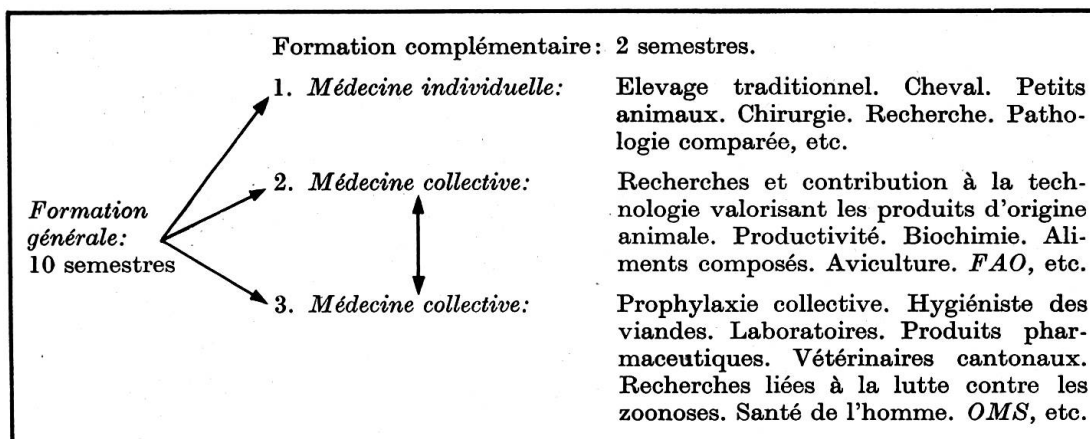 Formation complémentaire: 2 semestres.
1. Médecine individuelle:
Elevage traditionnel. Cheval. Petits
animaux. Chirurgie. Recherche. Patho-
logie comparée, etc.
Formation
générale:
10 semestres
2. Médecine collective:
Recherches et contribution à la tech-
nologie valorisant les produits d'origine
animale. Productivité. Biochimie. Ali-
ments composés. Aviculture. FAO, etc.
3. Médecine collective:
Prophylaxie collective. Hygiéniste des
viandes. Laboratoires. Produits phar-
maceutiques. Vétérinaires cantonaux.
Recherches liées à la lutte contre les
zoonoses. Santé de l'homme. OMS, etc.